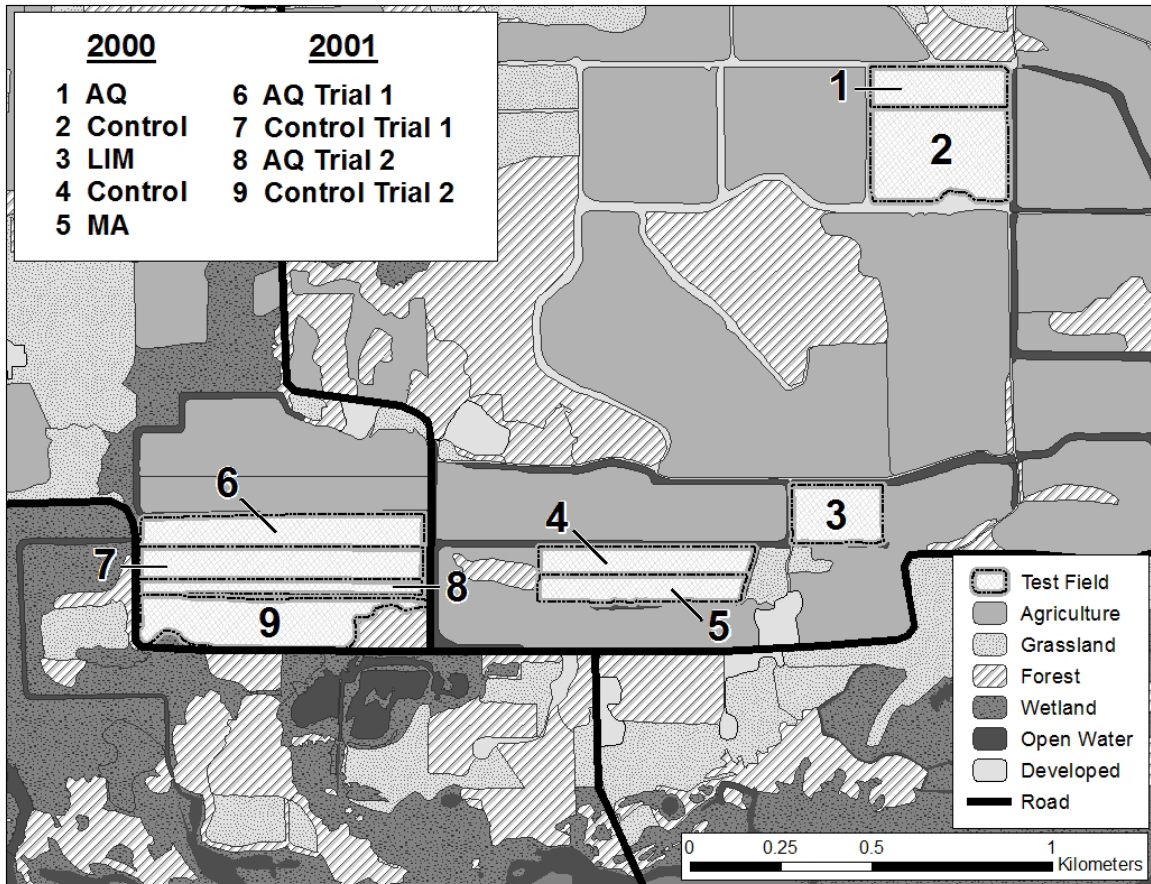 2000 2001
1 AQ 6 AQ Trial 1
2 Control 7 Control Trial 1
3 LIM 8 AQ Trial 2
4 Control 9 Control Trial 2
5 MA
1
2
3
4
5
6
7
8
9
Test Field
Agriculture
Grassland
Forest
Wetland
Open Water
Developed
Road
0 0.25 0.5 1
Kilometers